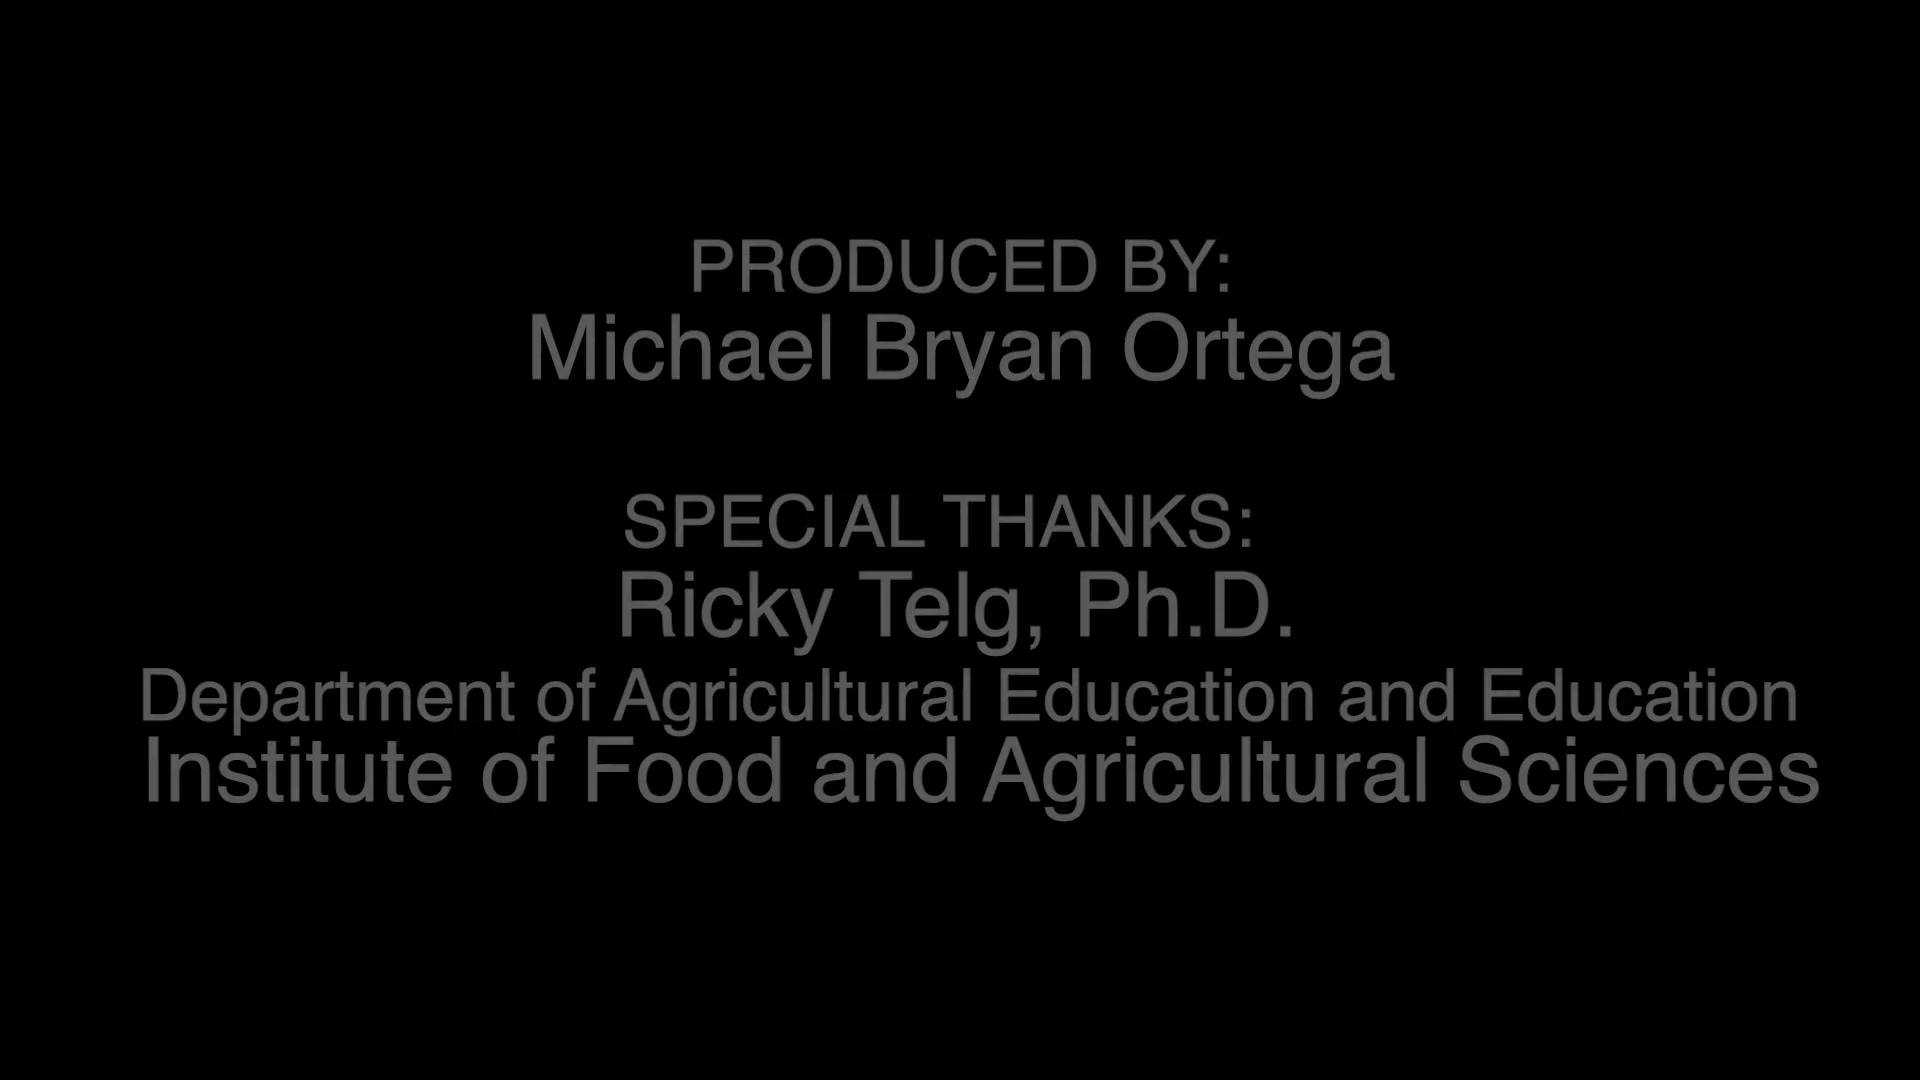 PRODUCED BY:
Michael Bryan Ortega
SPECIAL THANKS:
Ricky Telg, Ph.D.
Department of Agricultural Education and Education
Institute of Food and Agricultural Sciences